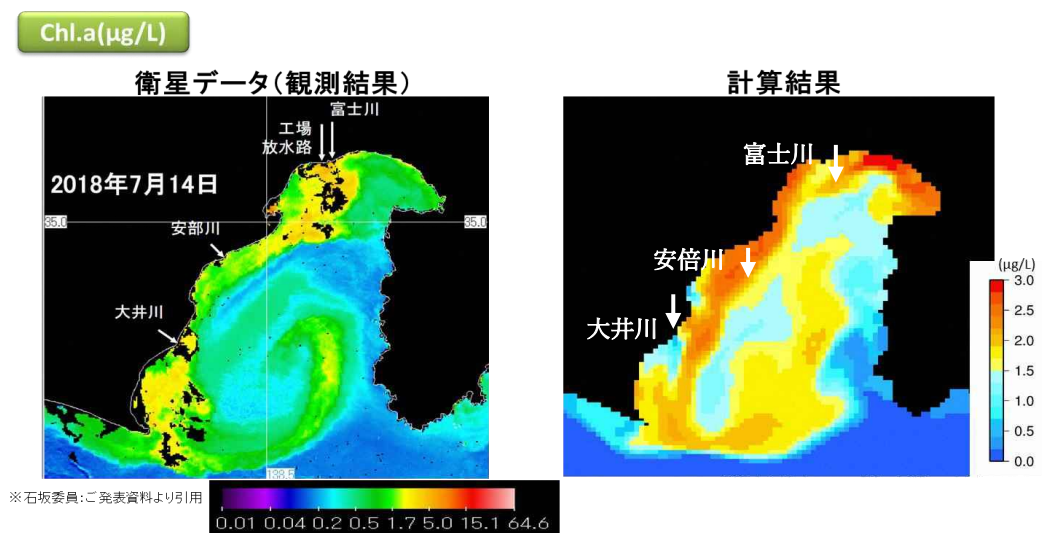 Chl.a(μg/L)
衛星データ(観測結果)
富士川
工場
放水路
2018年7月14日
35.0
35.0
安部川
大井川
138.5
※石坂委員:ご発表資料より引用
0.01 0.04 0.2 0.5 1.7 5.0 15.1 64.6
計算結果
富士川
安倍川
大井川
(μg/L)
3.0
2.5
2.0
1.5
1.0
0.5
0.0